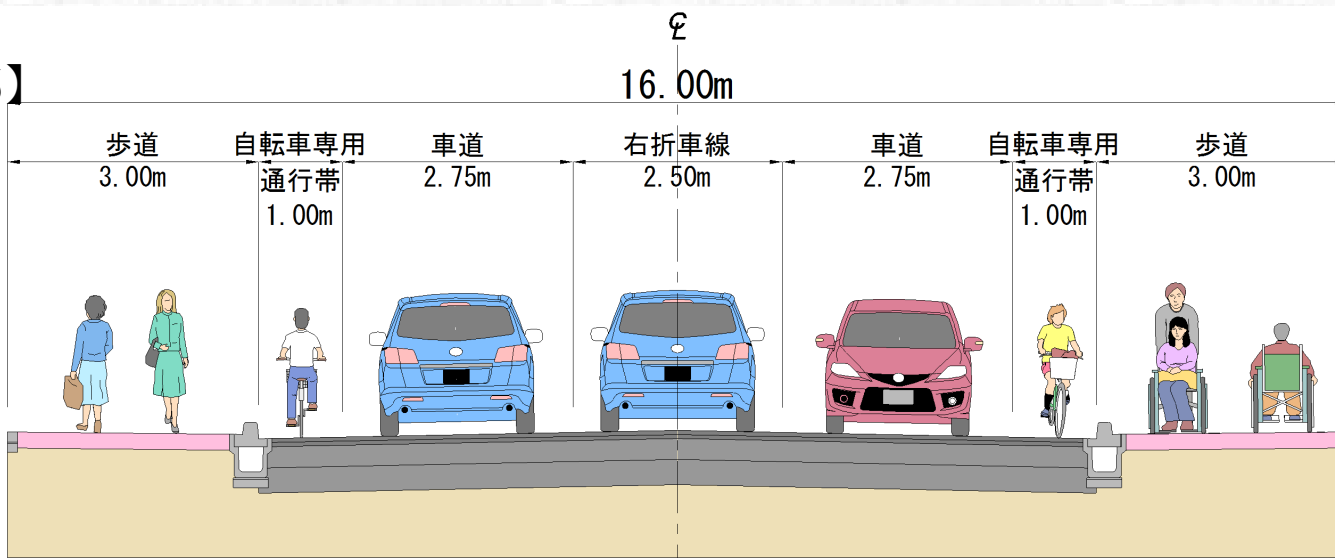 ℄
】
16.00m
歩道 自転車専用 車道 右折車線 車道 自転車専用 歩道
3.00m 通行帯 2.75m 2.50m 2.75m 通行帯 3.00m
1.00m 1.00m